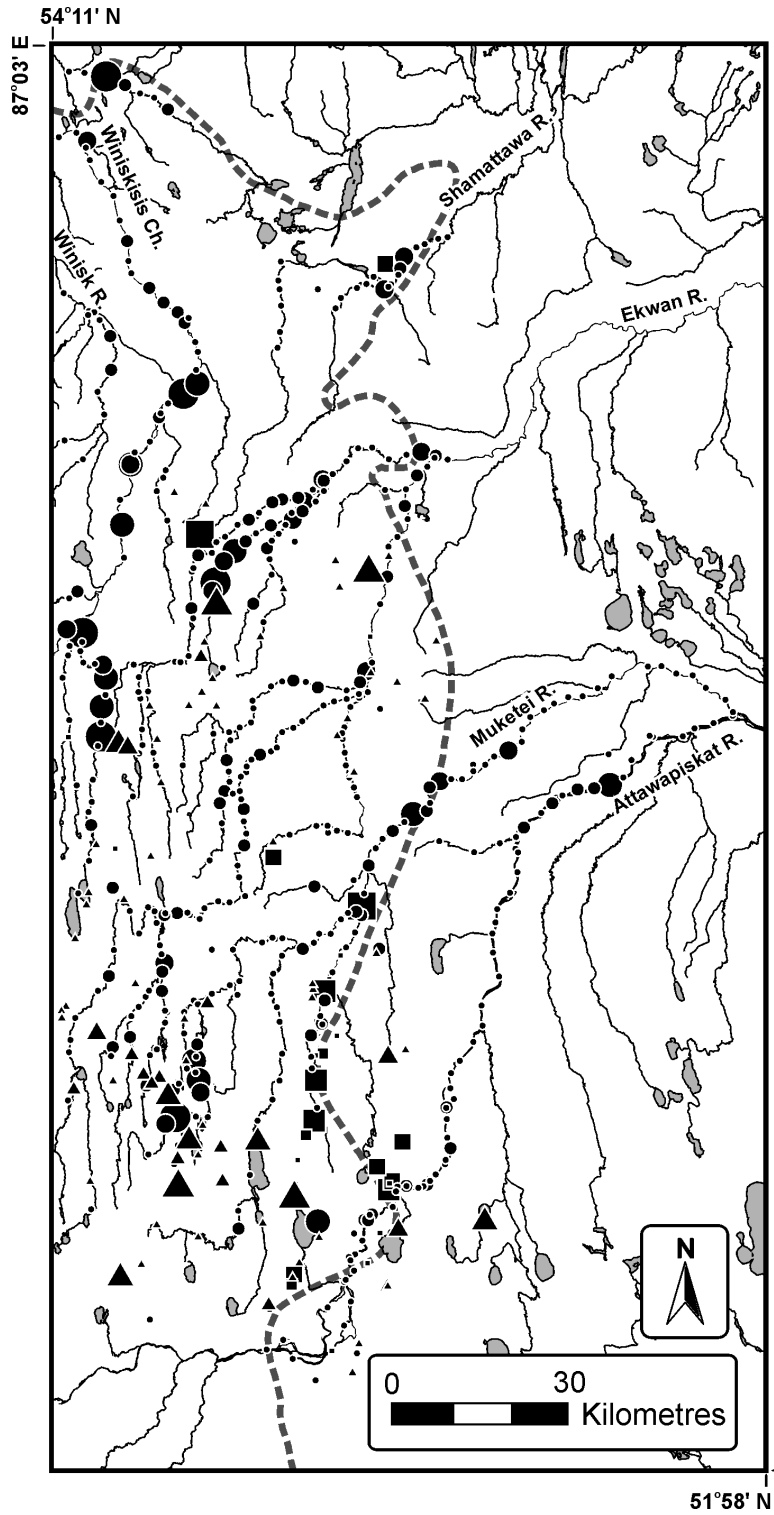 54°11' N
87°03' E
Winiskisis Ch.
Shamattawa R.
Winisk R.
Ekwan R.
Muketei R.
Attawapiskat R.
N
0 30
Kilometres
51°58' N